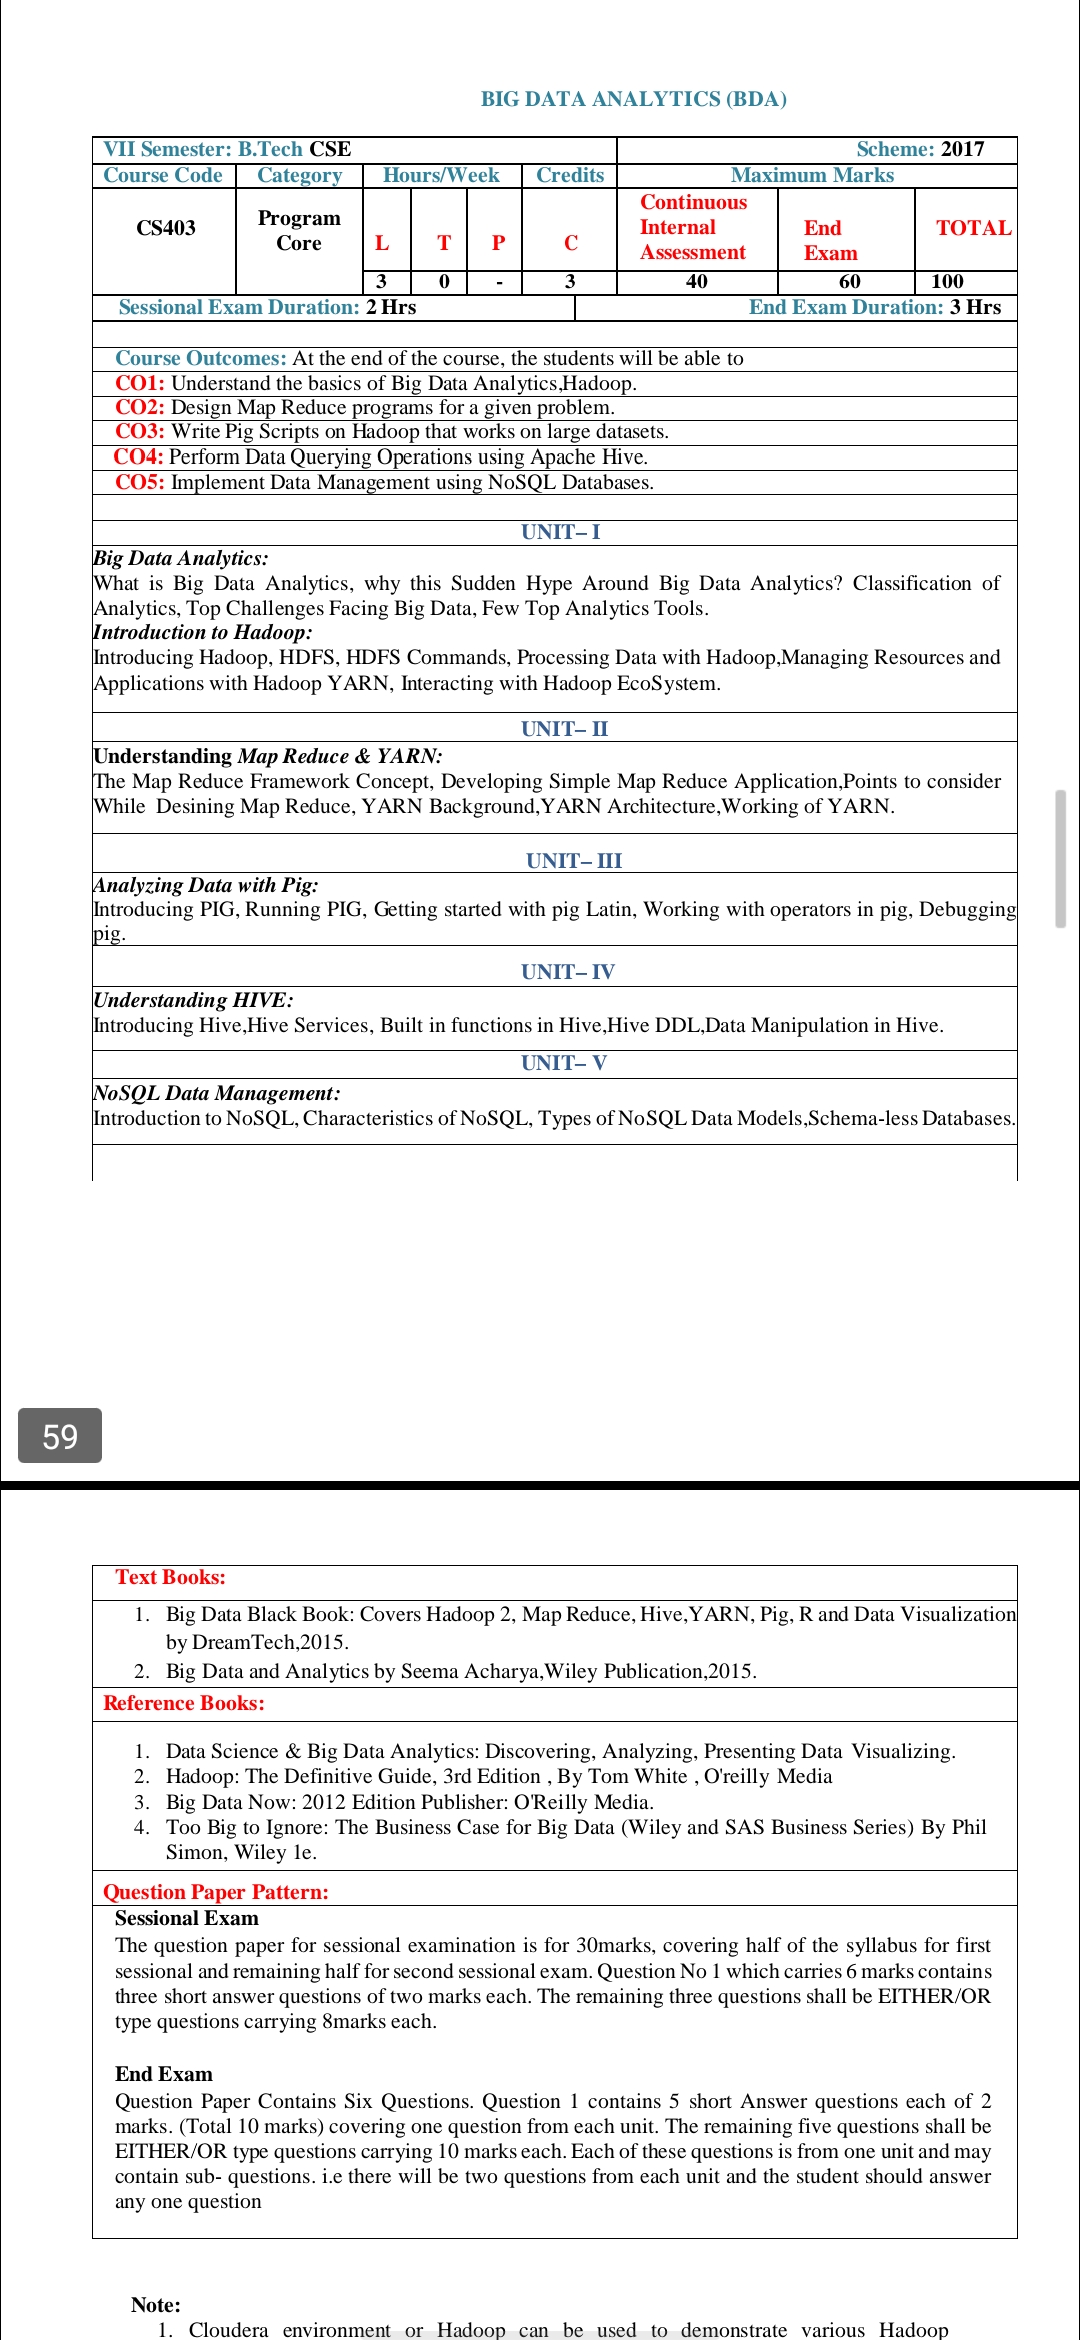 BIG DATA ANALYTICS (BDA)
VII Semester: B.Tech CSE Scheme: 2017
Course Code Category Hours/Week Credits Maximum Marks
CS403 Program Core L T P C Continuous Internal Assessment End Exam TOTAL
3 0 - 3 40 60 100
Sessional Exam Duration: 2 Hrs End Exam Duration: 3 Hrs
Course Outcomes: At the end of the course, the students will be able to
CO1: Understand the basics of Big Data Analytics,Hadoop.
CO2: Design Map Reduce programs for a given problem.
CO3: Write Pig Scripts on Hadoop that works on large datasets.
CO4: Perform Data Querying Operations using Apache Hive.
CO5: Implement Data Management using NoSQL Databases.
UNIT– I
Big Data Analytics:
What is Big Data Analytics, why this Sudden Hype Around Big Data Analytics? Classification of
Analytics, Top Challenges Facing Big Data, Few Top Analytics Tools.
Introduction to Hadoop:
Introducing Hadoop, HDFS, HDFS Commands, Processing Data with Hadoop,Managing Resources and
Applications with Hadoop YARN, Interacting with Hadoop EcoSystem.
UNIT– II
Understanding Map Reduce & YARN:
The Map Reduce Framework Concept, Developing Simple Map Reduce Application,Points to consider
While Desining Map Reduce, YARN Background,YARN Architecture,Working of YARN.
UNIT– III
Analyzing Data with Pig:
Introducing PIG, Running PIG, Getting started with pig Latin, Working with operators in pig, Debugging
pig.
UNIT– IV
Understanding HIVE:
Introducing Hive,Hive Services, Built in functions in Hive,Hive DDL,Data Manipulation in Hive.
UNIT– V
NoSQL Data Management:
Introduction to NoSQL, Characteristics of NoSQL, Types of NoSQL Data Models,Schema-less Databases.
59
Text Books:
1. Big Data Black Book: Covers Hadoop 2, Map Reduce, Hive,YARN, Pig, R and Data Visualization
by DreamTech,2015.
2. Big Data and Analytics by Seema Acharya,Wiley Publication,2015.
Reference Books:
1. Data Science & Big Data Analytics: Discovering, Analyzing, Presenting Data Visualizing.
2. Hadoop: The Definitive Guide, 3rd Edition , By Tom White , O'reilly Media
3. Big Data Now: 2012 Edition Publisher: O'Reilly Media.
4. Too Big to Ignore: The Business Case for Big Data (Wiley and SAS Business Series) By Phil
Simon, Wiley 1e.
Question Paper Pattern:
Sessional Exam
The question paper for sessional examination is for 30marks, covering half of the syllabus for first
sessional and remaining half for second sessional exam. Question No 1 which carries 6 marks contains
three short answer questions of two marks each. The remaining three questions shall be EITHER/OR
type questions carrying 8marks each.
End Exam
Question Paper Contains Six Questions. Question 1 contains 5 short Answer questions each of 2
marks. (Total 10 marks) covering one question from each unit. The remaining five questions shall be
EITHER/OR type questions carrying 10 marks each. Each of these questions is from one unit and may
contain sub- questions. i.e there will be two questions from each unit and the student should answer
any one question
Note:
1. Cloudera environment or Hadoop can be used to demonstrate various Hadoop